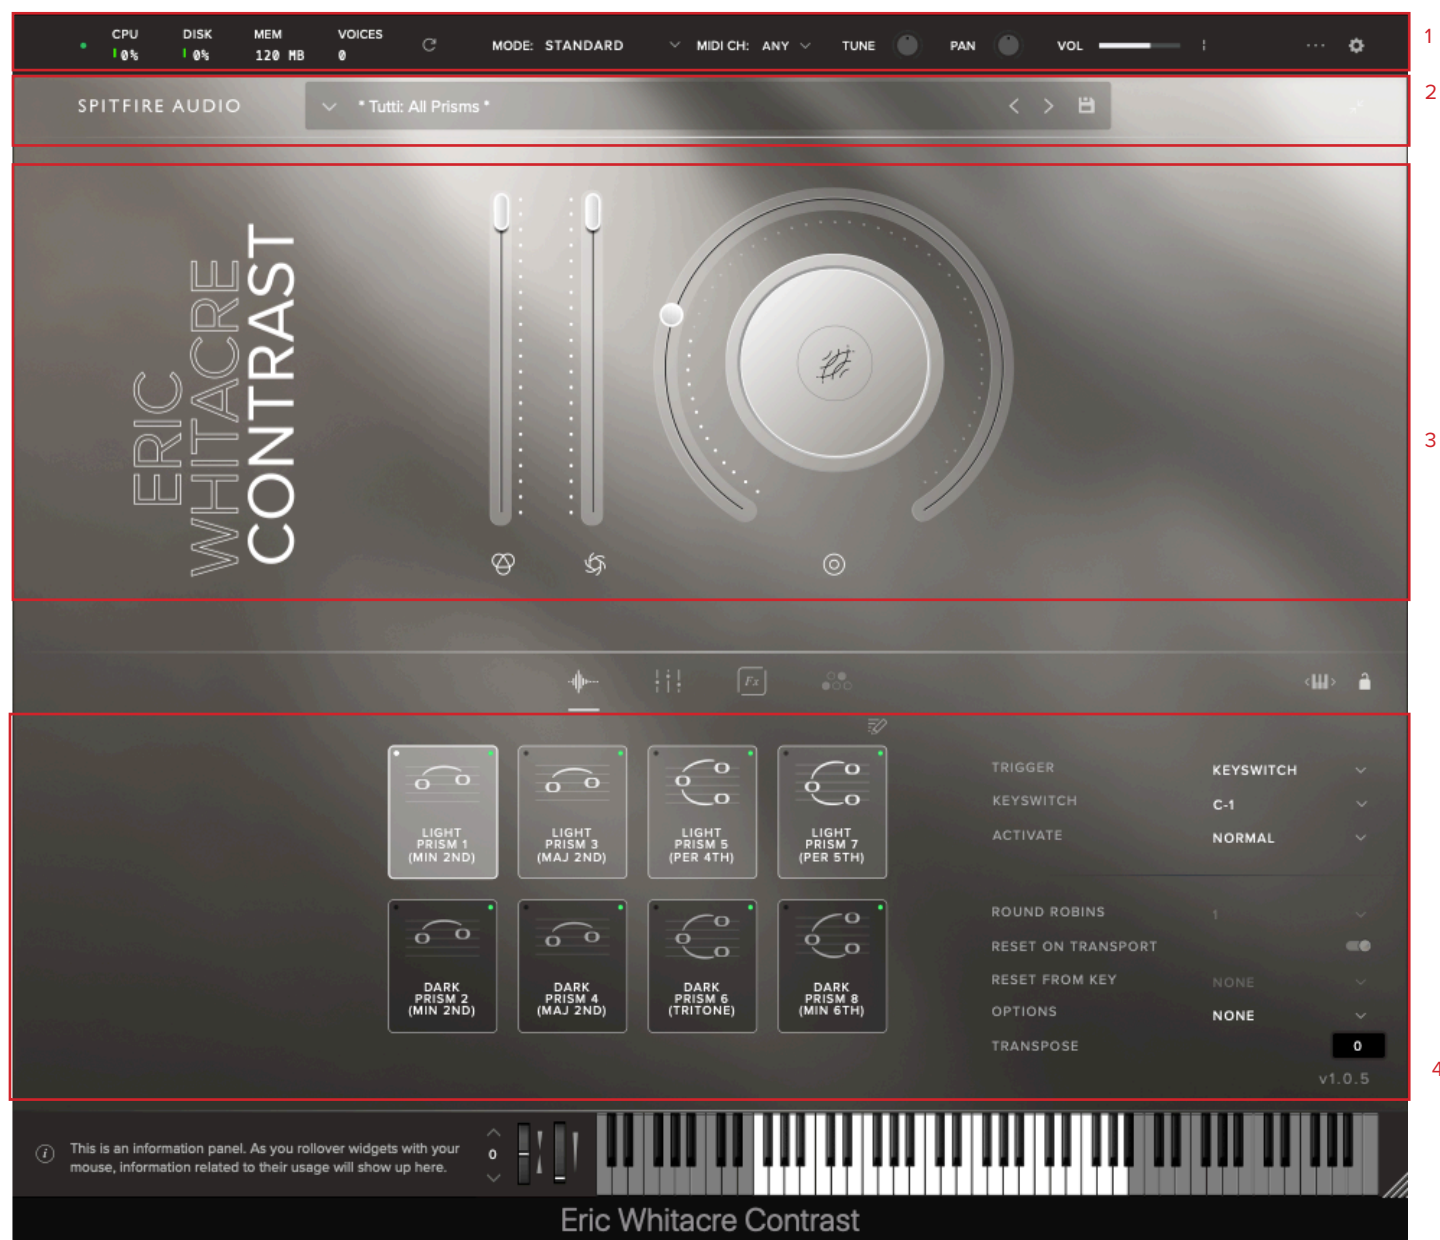 CPU DISK MEM VOICES
0% 0% 120 MB 0
MODE: STANDARD MIDI CH: ANY TUNE PAN VOL
1
SPITFIRE AUDIO * Tutti: All Prisms *
2
ERIC
WHITACRE
CONTRAST
3
Fx
LIGHT
PRISM 1
(MIN 2ND)
LIGHT
PRISM 3
(MAJ 2ND)
LIGHT
PRISM 5
(PER 4TH)
LIGHT
PRISM 7
(PER 5TH)
DARK
PRISM 2
(MIN 2ND)
DARK
PRISM 4
(MAJ 2ND)
DARK
PRISM 6
(TRITONE)
DARK
PRISM 8
(MIN 6TH)
TRIGGER KEYSWITCH
KEYSWITCH C-1
ACTIVATE NORMAL
ROUND ROBINS 1
RESET ON TRANSPORT
RESET FROM KEY NONE
OPTIONS NONE
TRANSPOSE 0
v1.0.5
4
i
This is an information panel. As you rollover widgets with your
mouse, information related to their usage will show up here.
0
Eric Whitacre Contrast